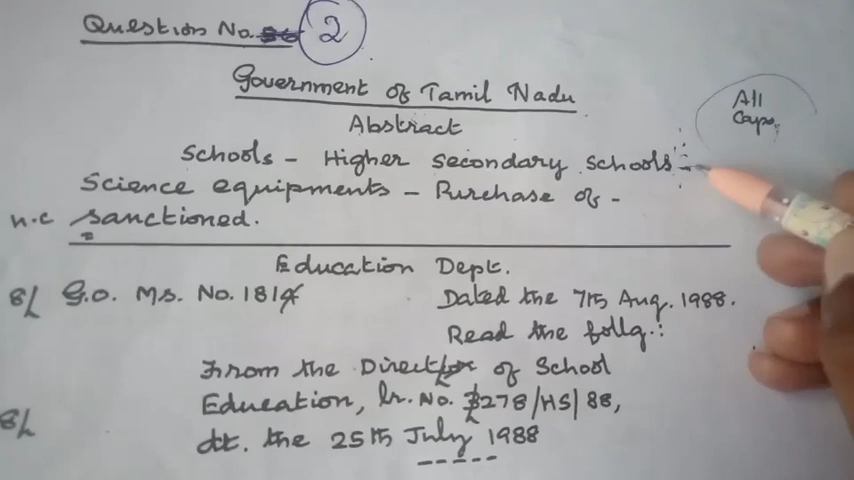 Question No. 2
Government of Tamil Nadu
All
Caps.
Abstract
Schools - Higher secondary schools -
Science equipments - Purchase of -
n.c sanctioned.
Education Dept.
8/ G.O. Ms. No. 181
Dated the 7th Aug. 1988.
Read the follg.:
From the Director of School
Education, lr. No. 278/HS/88,
8/ dt. the 25th July 1988